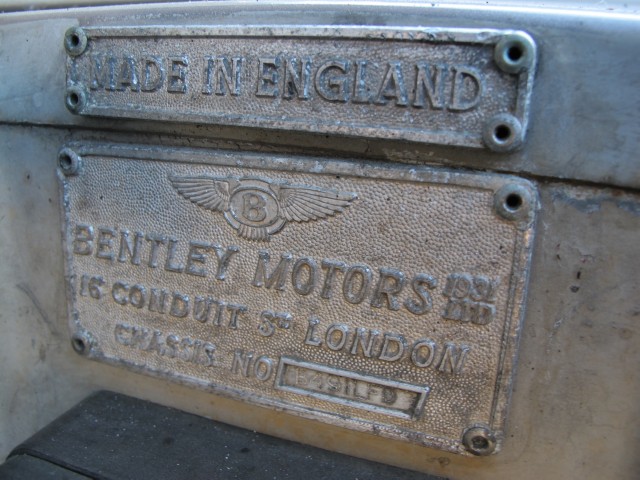 MADE IN ENGLAND
B
BENTLEY MOTORS 1931 LTD
16 CONDUIT ST LONDON
CHASSIS NO